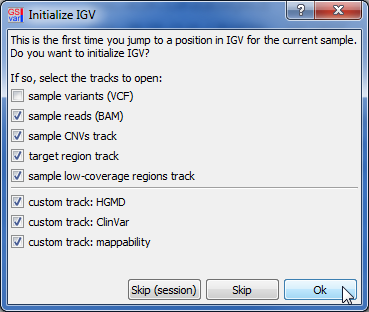 GS
var
Initialize IGV
?
This is the first time you jump to a position in IGV for the current sample.
Do you want to initialize IGV?
If so, select the tracks to open:
sample variants (VCF)
sample reads (BAM)
sample CNVs track
target region track
sample low-coverage regions track
custom track: HGMD
custom track: ClinVar
custom track: mappability
Skip (session) Skip Ok